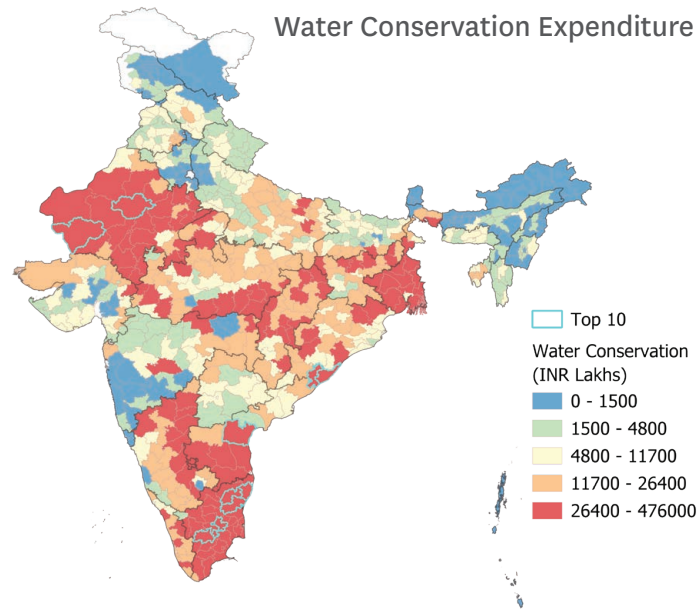 Water Conservation Expenditure
Top 10
Water Conservation
(INR Lakhs)
0 - 1500
1500 - 4800
4800 - 11700
11700 - 26400
26400 - 476000